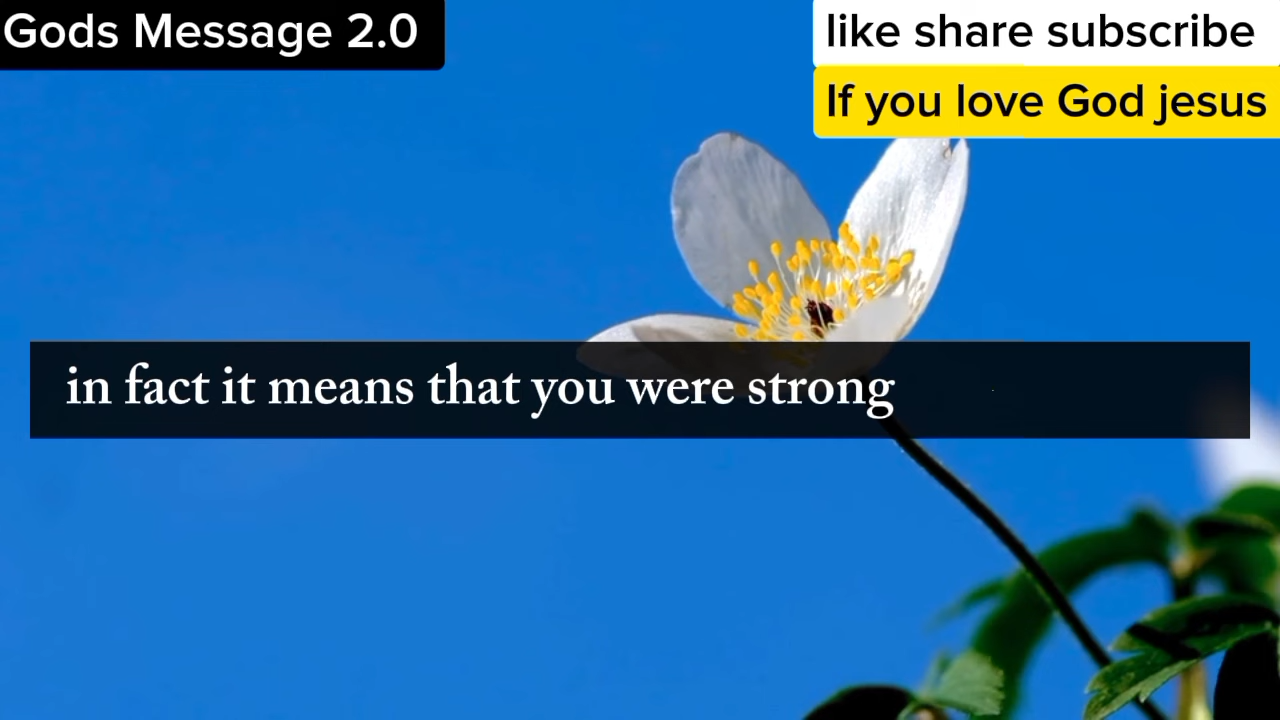 Gods Message 2.0
like share subscribe
If you love God jesus
in fact it means that you were strong